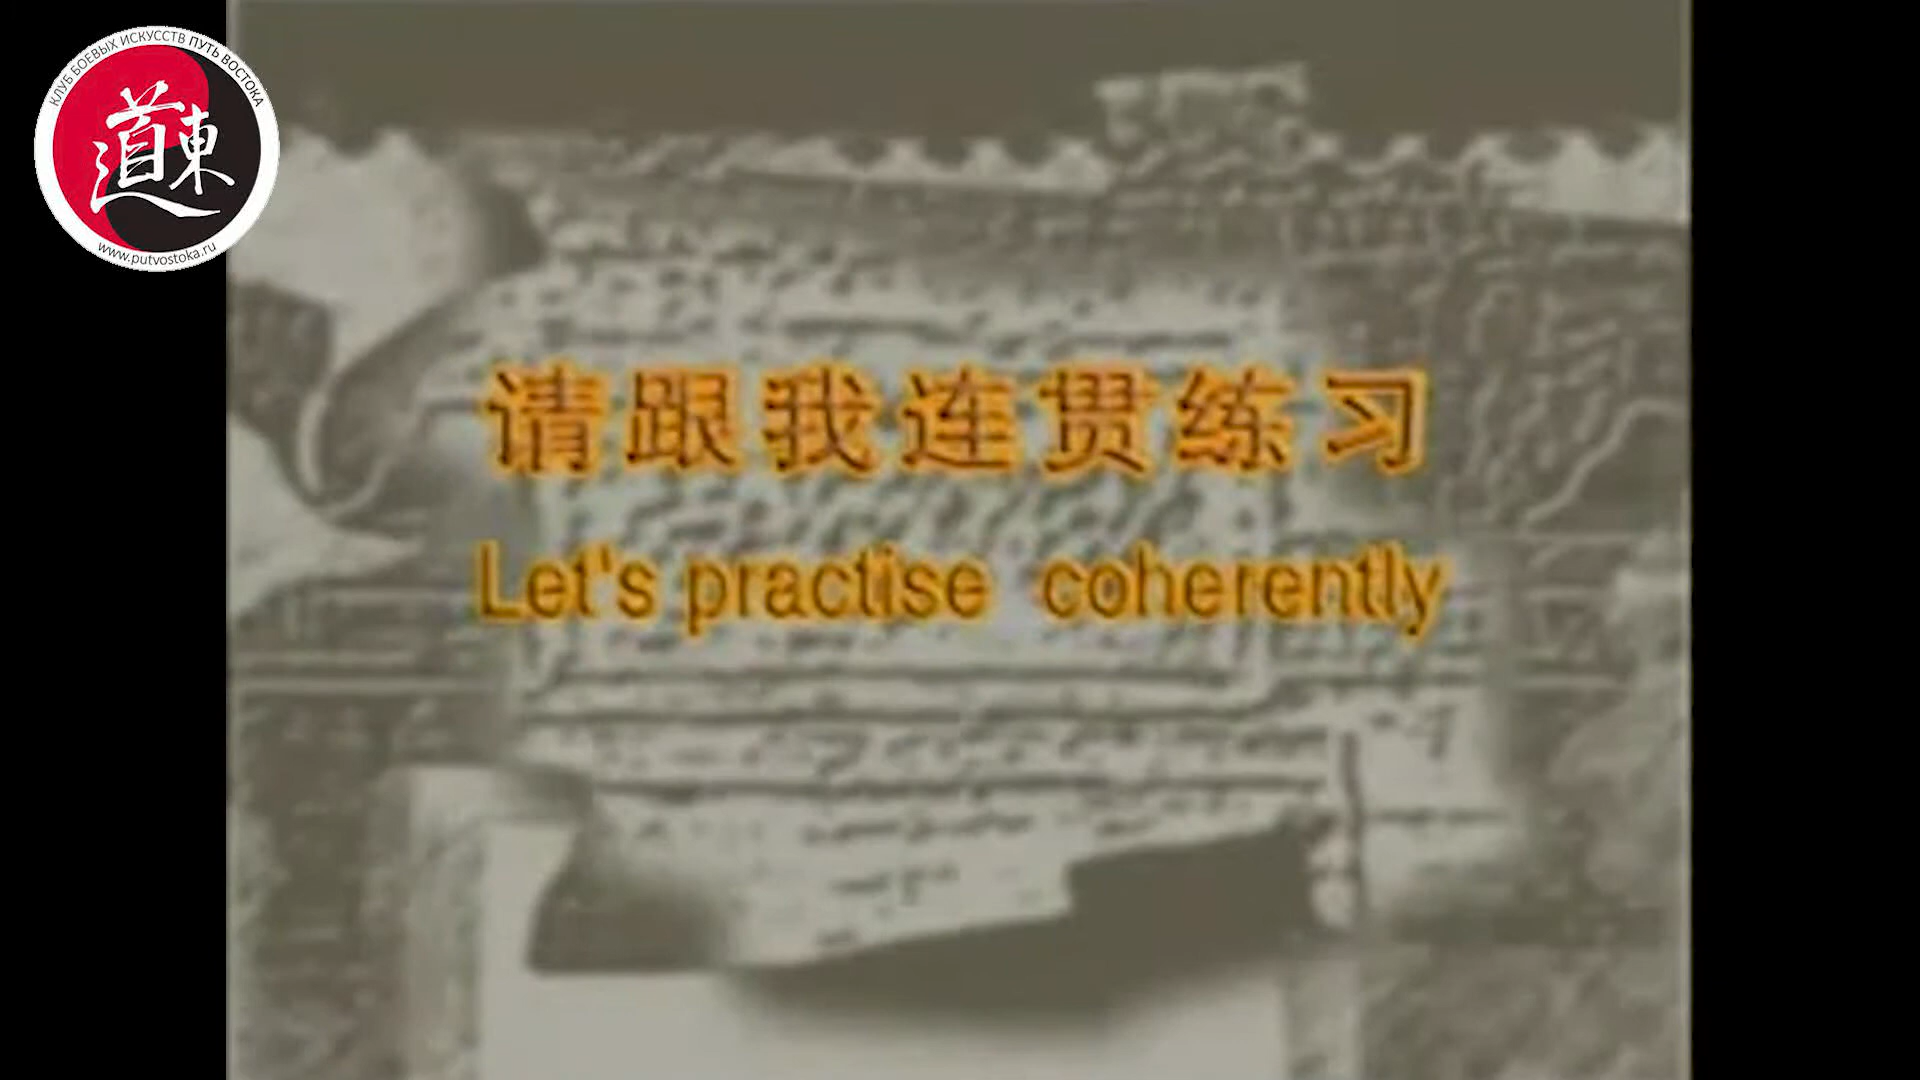 КЛУБ БОЕВЫХ ИСКУССТВ ПУТЬ ВОСТОКА
道東
www.putvostoka.ru
请跟我连贯练习
Let's practise coherently